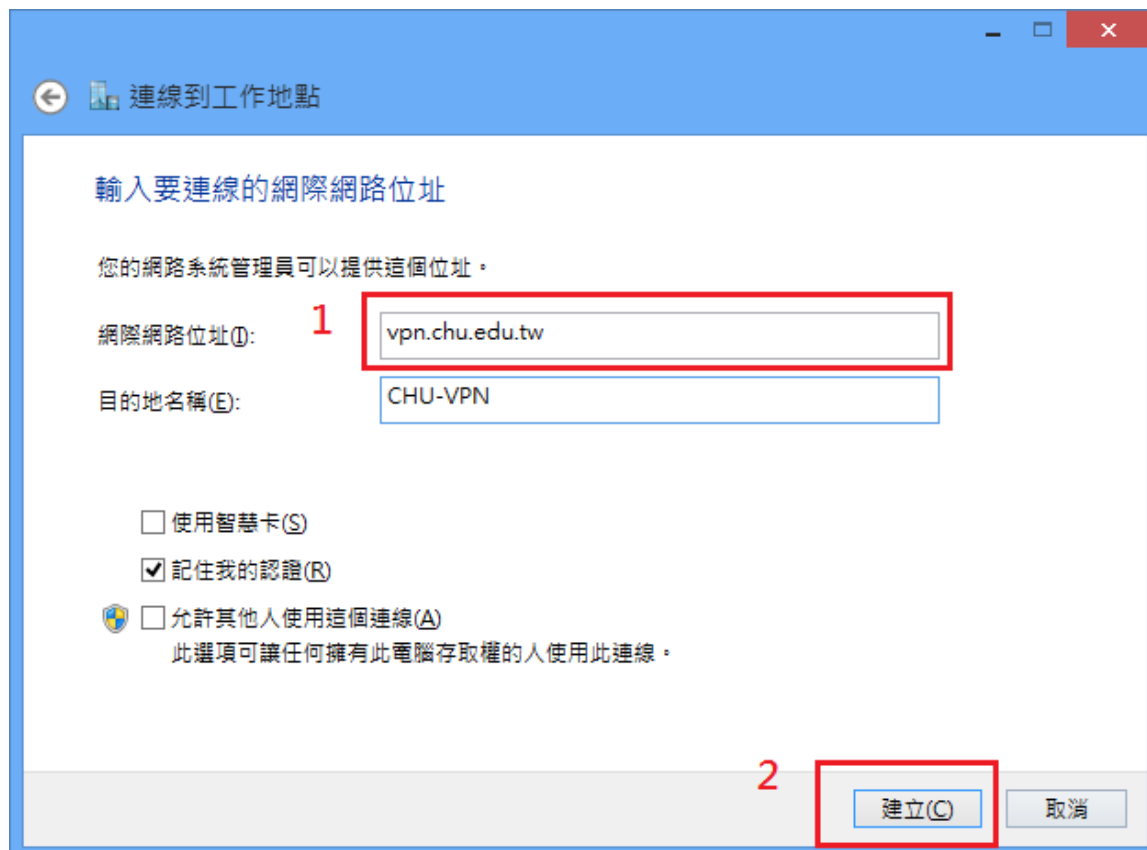 連線到工作地點
輸入要連線的網際網路位址
您的網路系統管理員可以提供這個位址。
網際網路位址(I): 1 vpn.chu.edu.tw
目的地名稱(E): CHU-VPN
使用智慧卡(S)
記住我的認證(R)
允許其他人使用這個連線(A)
此選項可讓任何擁有此電腦存取權的人使用此連線。
2 建立(C) 取消